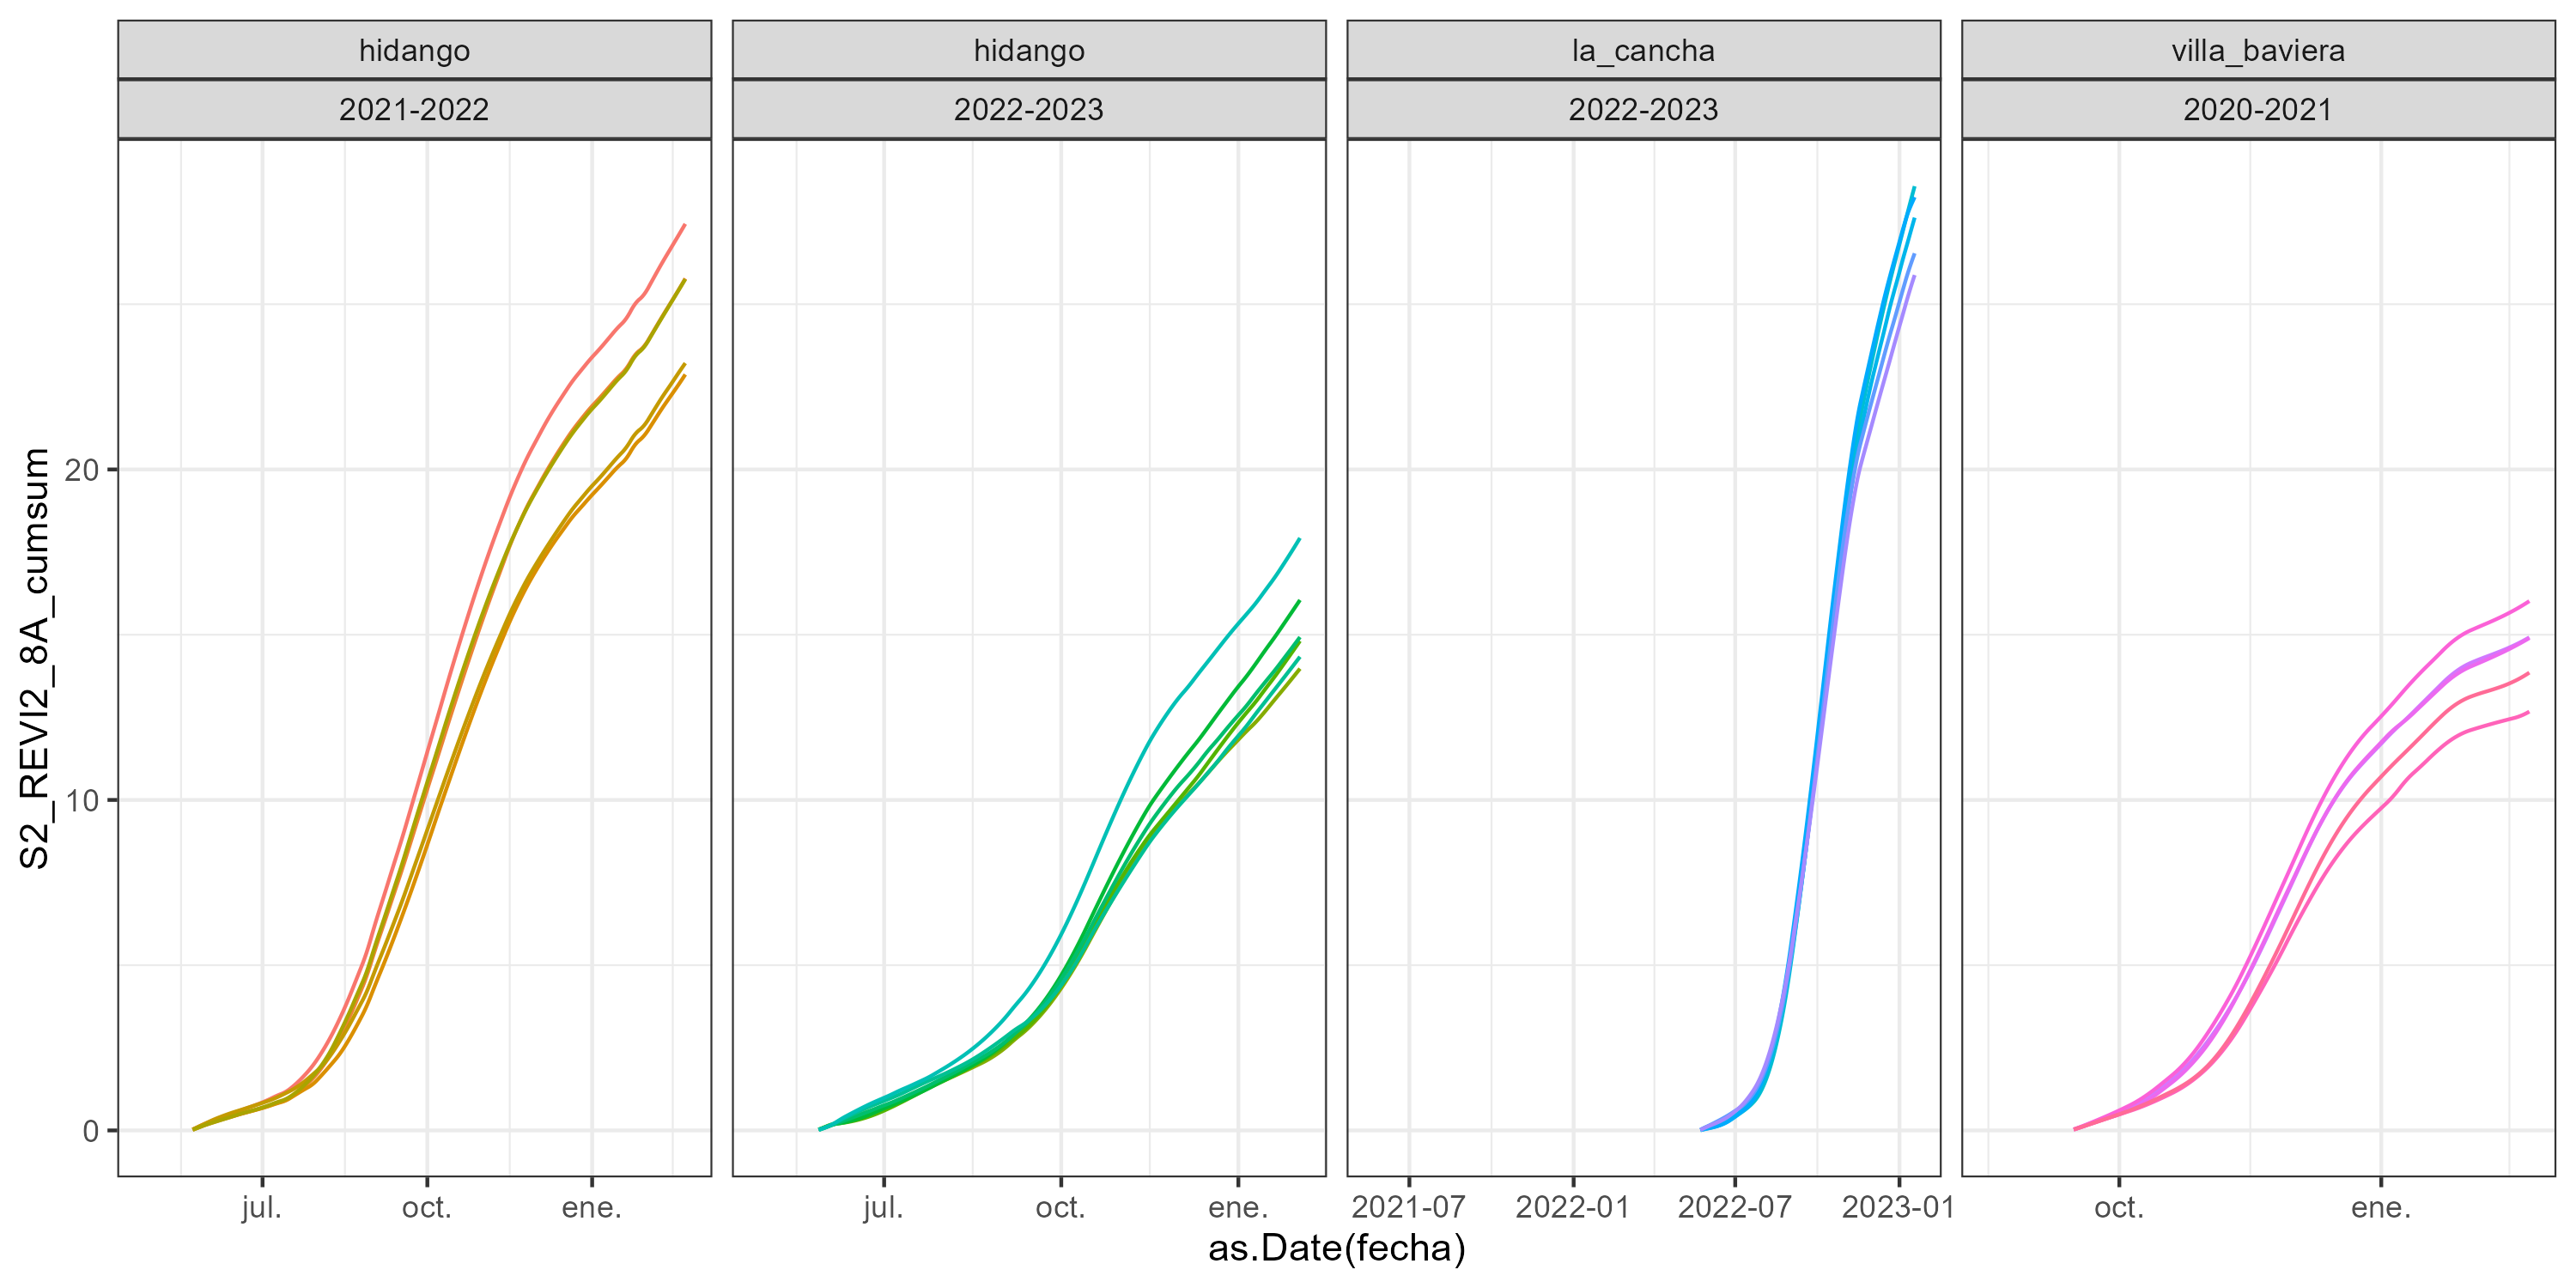 hidango
hidango
la_cancha
villa_baviera
2021-2022
2022-2023
2022-2023
2020-2021
S2_REVI2_8A_cumsum
20
10
0
jul.
oct.
ene.
jul.
oct.
ene.
2021-07
2022-01
2022-07
2023-01
oct.
ene.
as.Date(fecha)